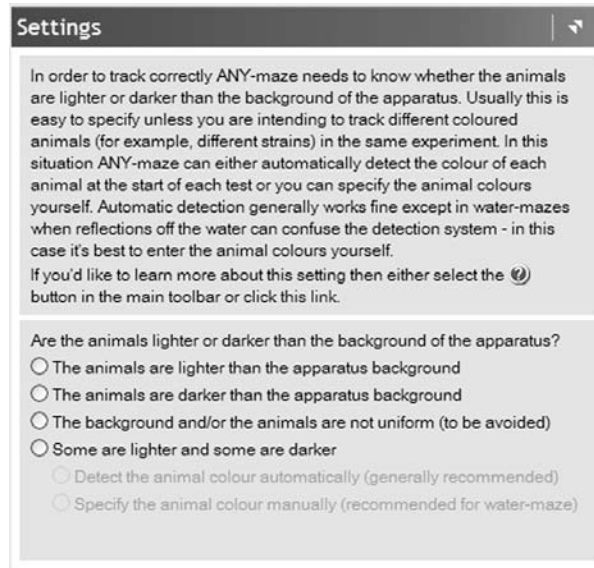 Settings
In order to track correctly ANY-maze needs to know whether the animals
are lighter or darker than the background of the apparatus. Usually this is
easy to specify unless you are intending to track different coloured
animals (for example, different strains) in the same experiment. In this
situation ANY-maze can either automatically detect the colour of each
animal at the start of each test or you can specify the animal colours
yourself. Automatic detection generally works fine except in water-mazes
when reflections off the water can confuse the detection system - in this
case it's best to enter the animal colours yourself.
If you'd like to learn more about this setting then either select the (?)
button in the main toolbar or click this link.
Are the animals lighter or darker than the background of the apparatus?
The animals are lighter than the apparatus background
The animals are darker than the apparatus background
The background and/or the animals are not uniform (to be avoided)
Some are lighter and some are darker
Detect the animal colour automatically (generally recommended)
Specify the animal colour manually (recommended for water-maze)